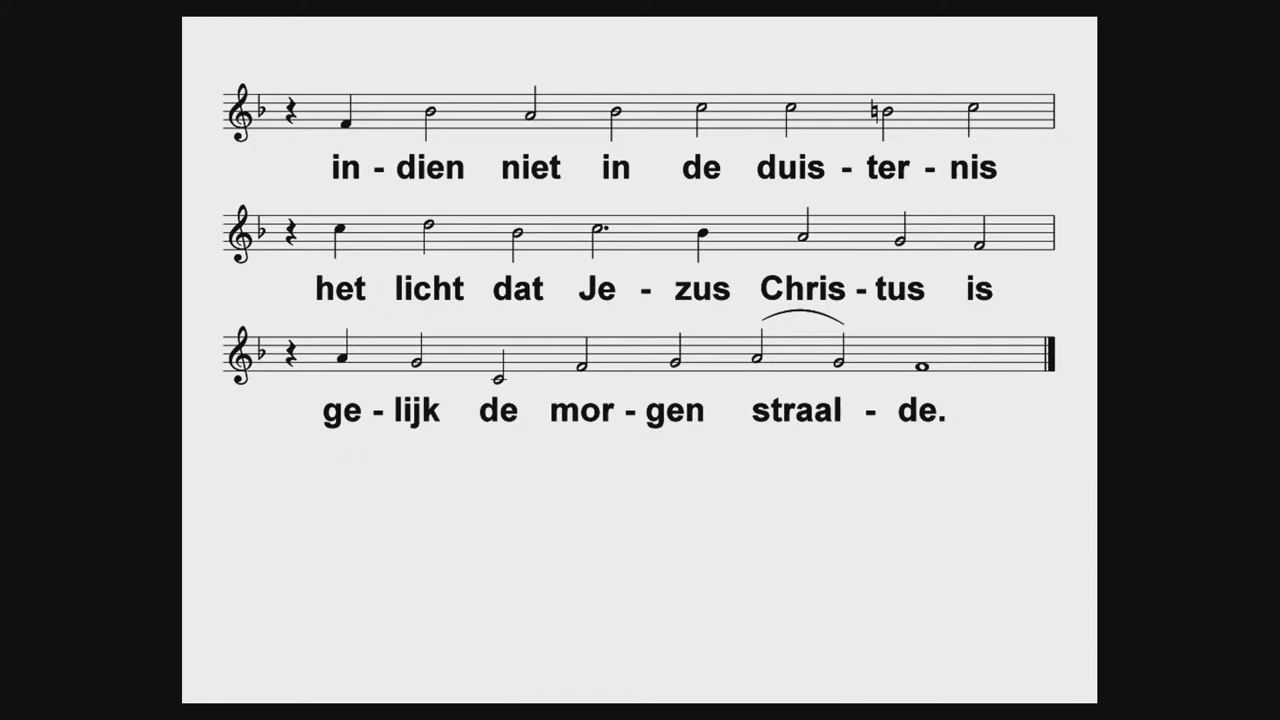 in - dien niet in de duis - ter - nis
het licht dat Je - zus Chris - tus is
ge - lijk de mor - gen straal - de.